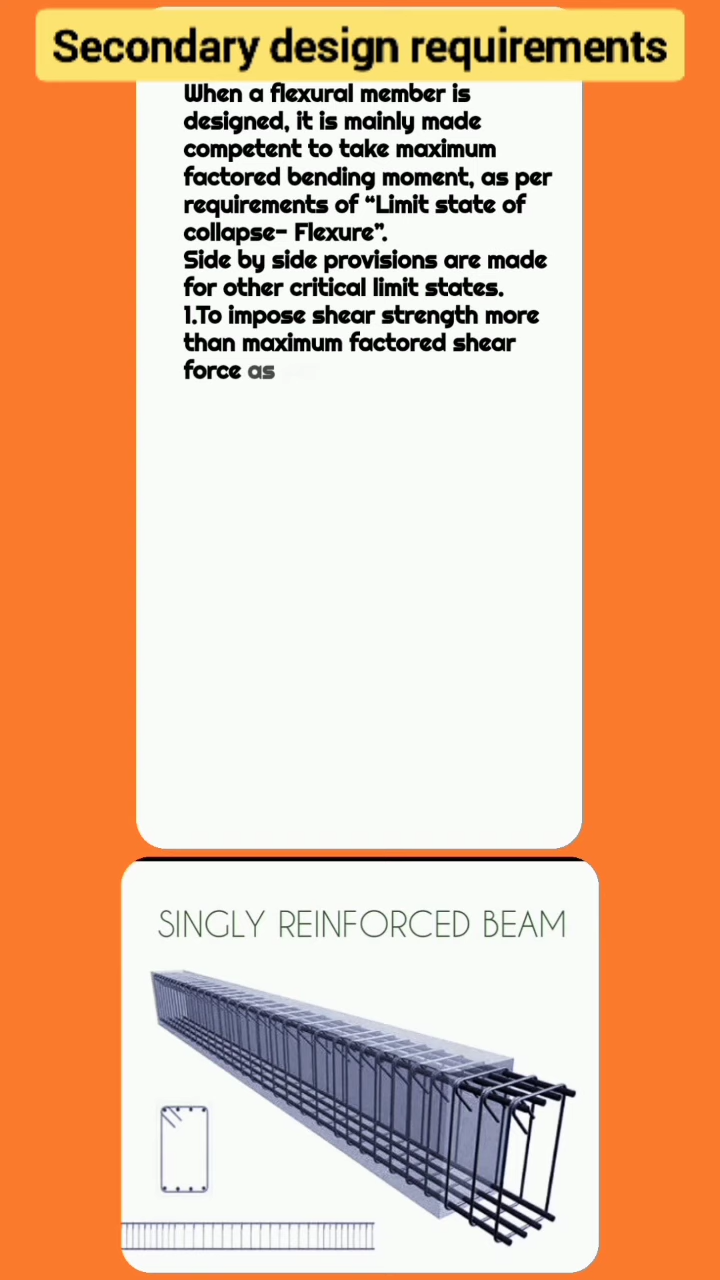 Secondary design requirements
When a flexural member is
designed, it is mainly made
competent to take maximum
factored bending moment, as per
requirements of “Limit state of
collapse- Flexure”.
Side by side provisions are made
for other critical limit states.
1.To impose shear strength more
than maximum factored shear
force as
SINGLY REINFORCED BEAM